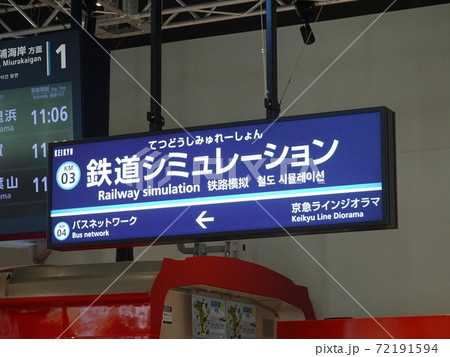 浦海岸 方面
, Miurakaigan
1
11:06
11
11
てつどうしみゅれーしょん
KM
03
鉄道シミュレーション
Railway simulation 铁路模拟 철도 시뮬레이션
KM
04
バスネットワーク
Bus network
←
京急ラインジオラマ
Keikyu Line Diorama
PIXTA
pixta.jp - 72191594